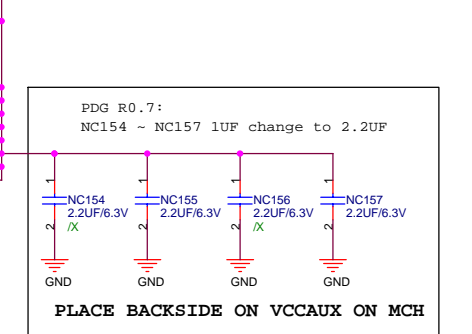 PDG R0.7:
NC154 ~ NC157 1UF change to 2.2UF
1 1 1 1
NC154 NC155 NC156 NC157
2.2UF/6.3V 2.2UF/6.3V 2.2UF/6.3V 2.2UF/6.3V
/X /X
2 2 2 2
GND GND GND GND
PLACE BACKSIDE ON VCCAUX ON MCH